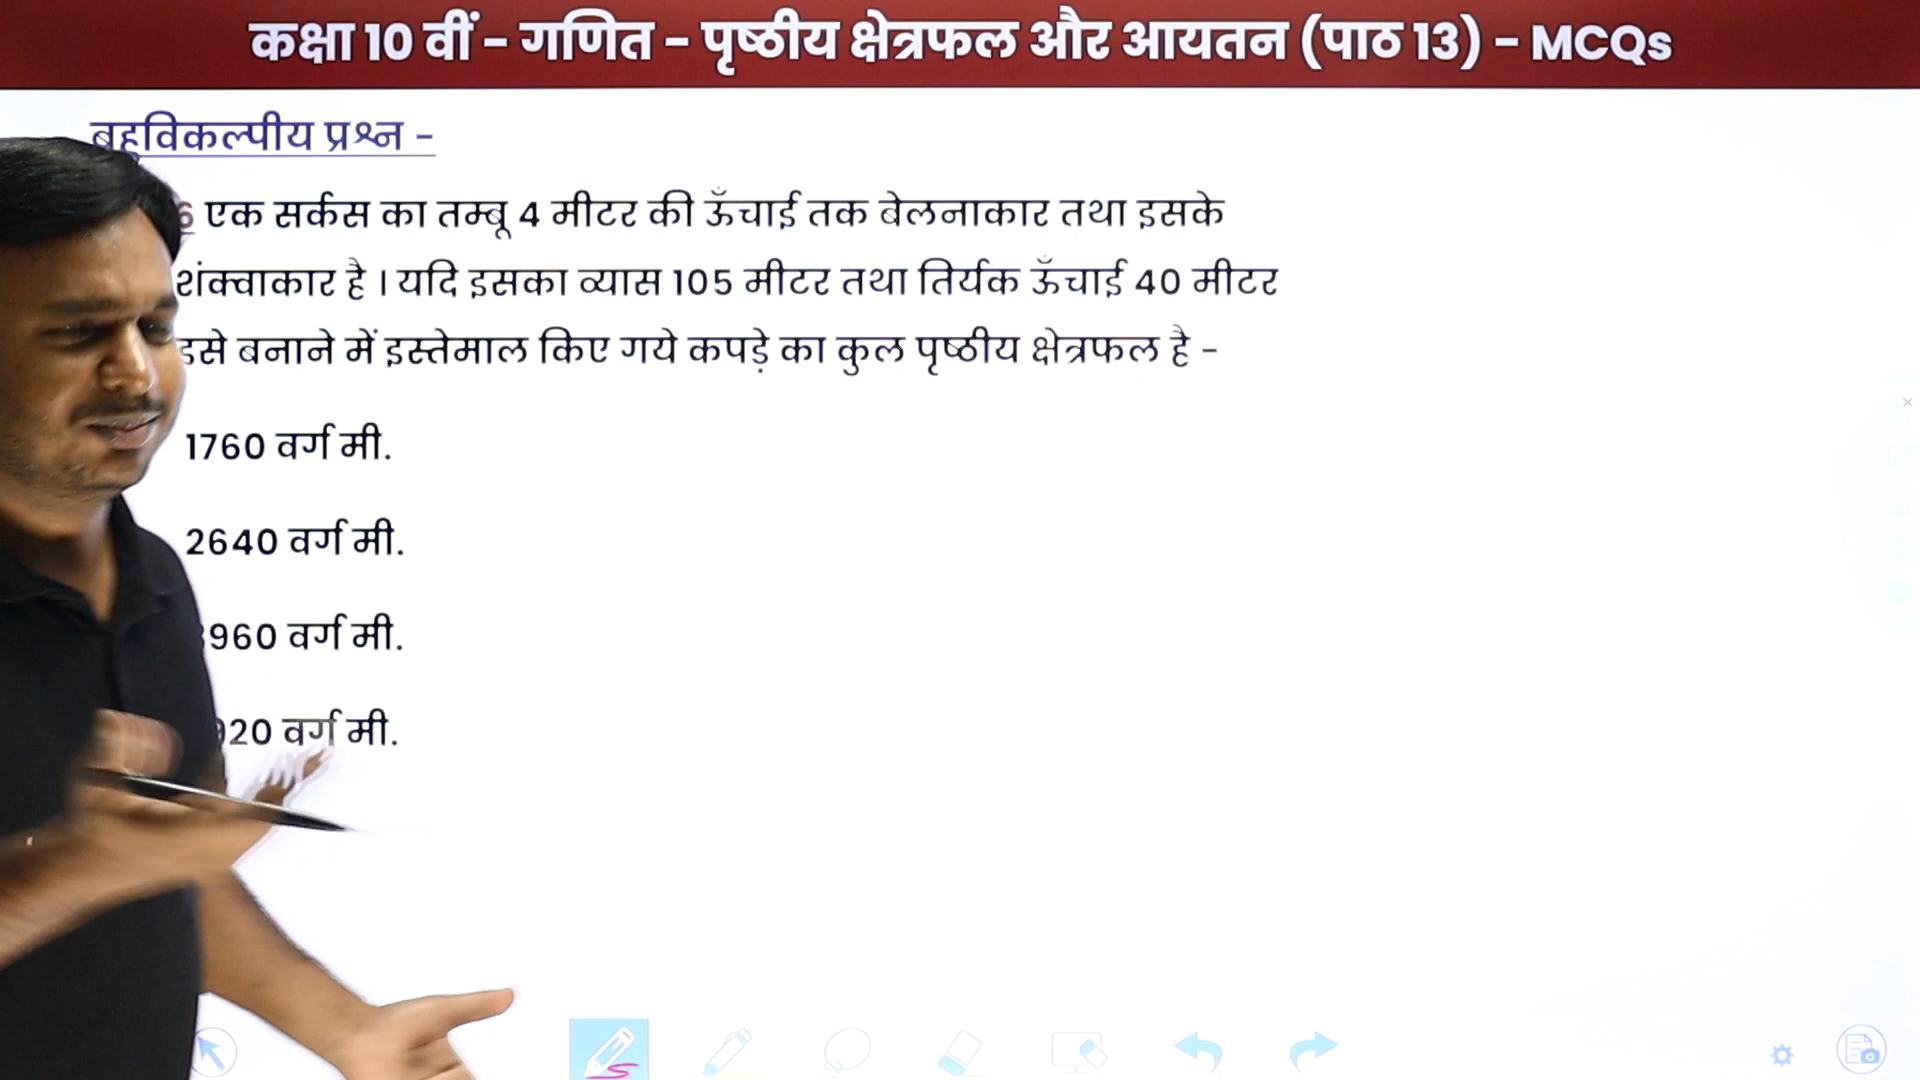 कक्षा 10 वीं - गणित - पृष्ठीय क्षेत्रफल और आयतन (पाठ 13) - MCQs
बहुविकल्पीय प्रश्न -
6 एक सर्कस का तम्बू 4 मीटर की ऊँचाई तक बेलनाकार तथा इसके
शंक्वाकार है । यदि इसका व्यास 105 मीटर तथा तिर्यक ऊँचाई 40 मीटर
इसे बनाने में इस्तेमाल किए गये कपड़े का कुल पृष्ठीय क्षेत्रफल है -
1760 वर्ग मी.
2640 वर्ग मी.
960 वर्ग मी.
20 वर्ग मी.